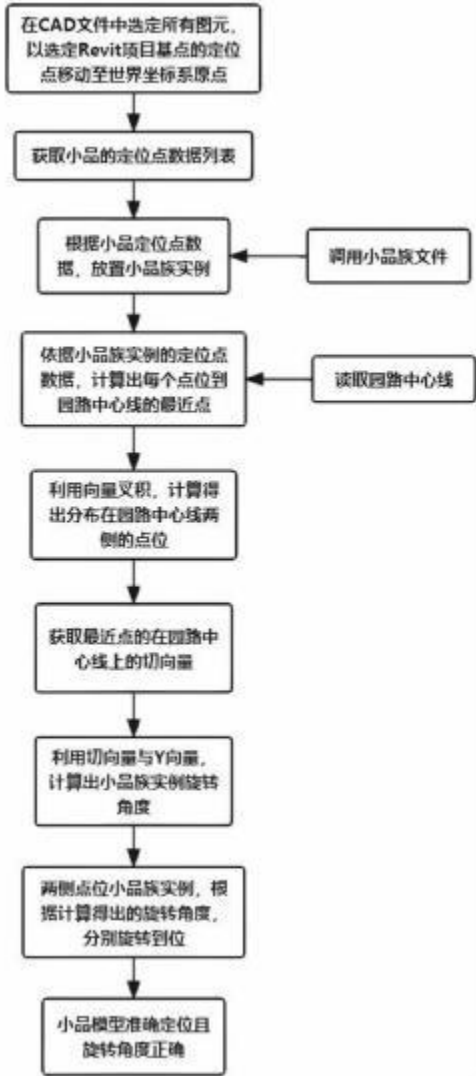 在CAD文件中选定所有图元，
以选定Revit项目基点的定位
点移动至世界坐标系原点
获取小品的定位点数据列表
根据小品定位点数
据，放置小品族实例
调用小品族文件
依据小品族实例的定位点
数据，计算出每个点位到
园路中心线的最近点
读取园路中心线
利用向量叉积，计算得
出分布在园路中心线两
侧的点位
获取最近点的在园路中
心线上的切向量
利用切向量与Y向量，
计算出小品族实例旋转
角度
两侧点位小品族实例，根
据计算得出的旋转角度，
分别旋转到位
小品模型准确定位且
旋转角度正确